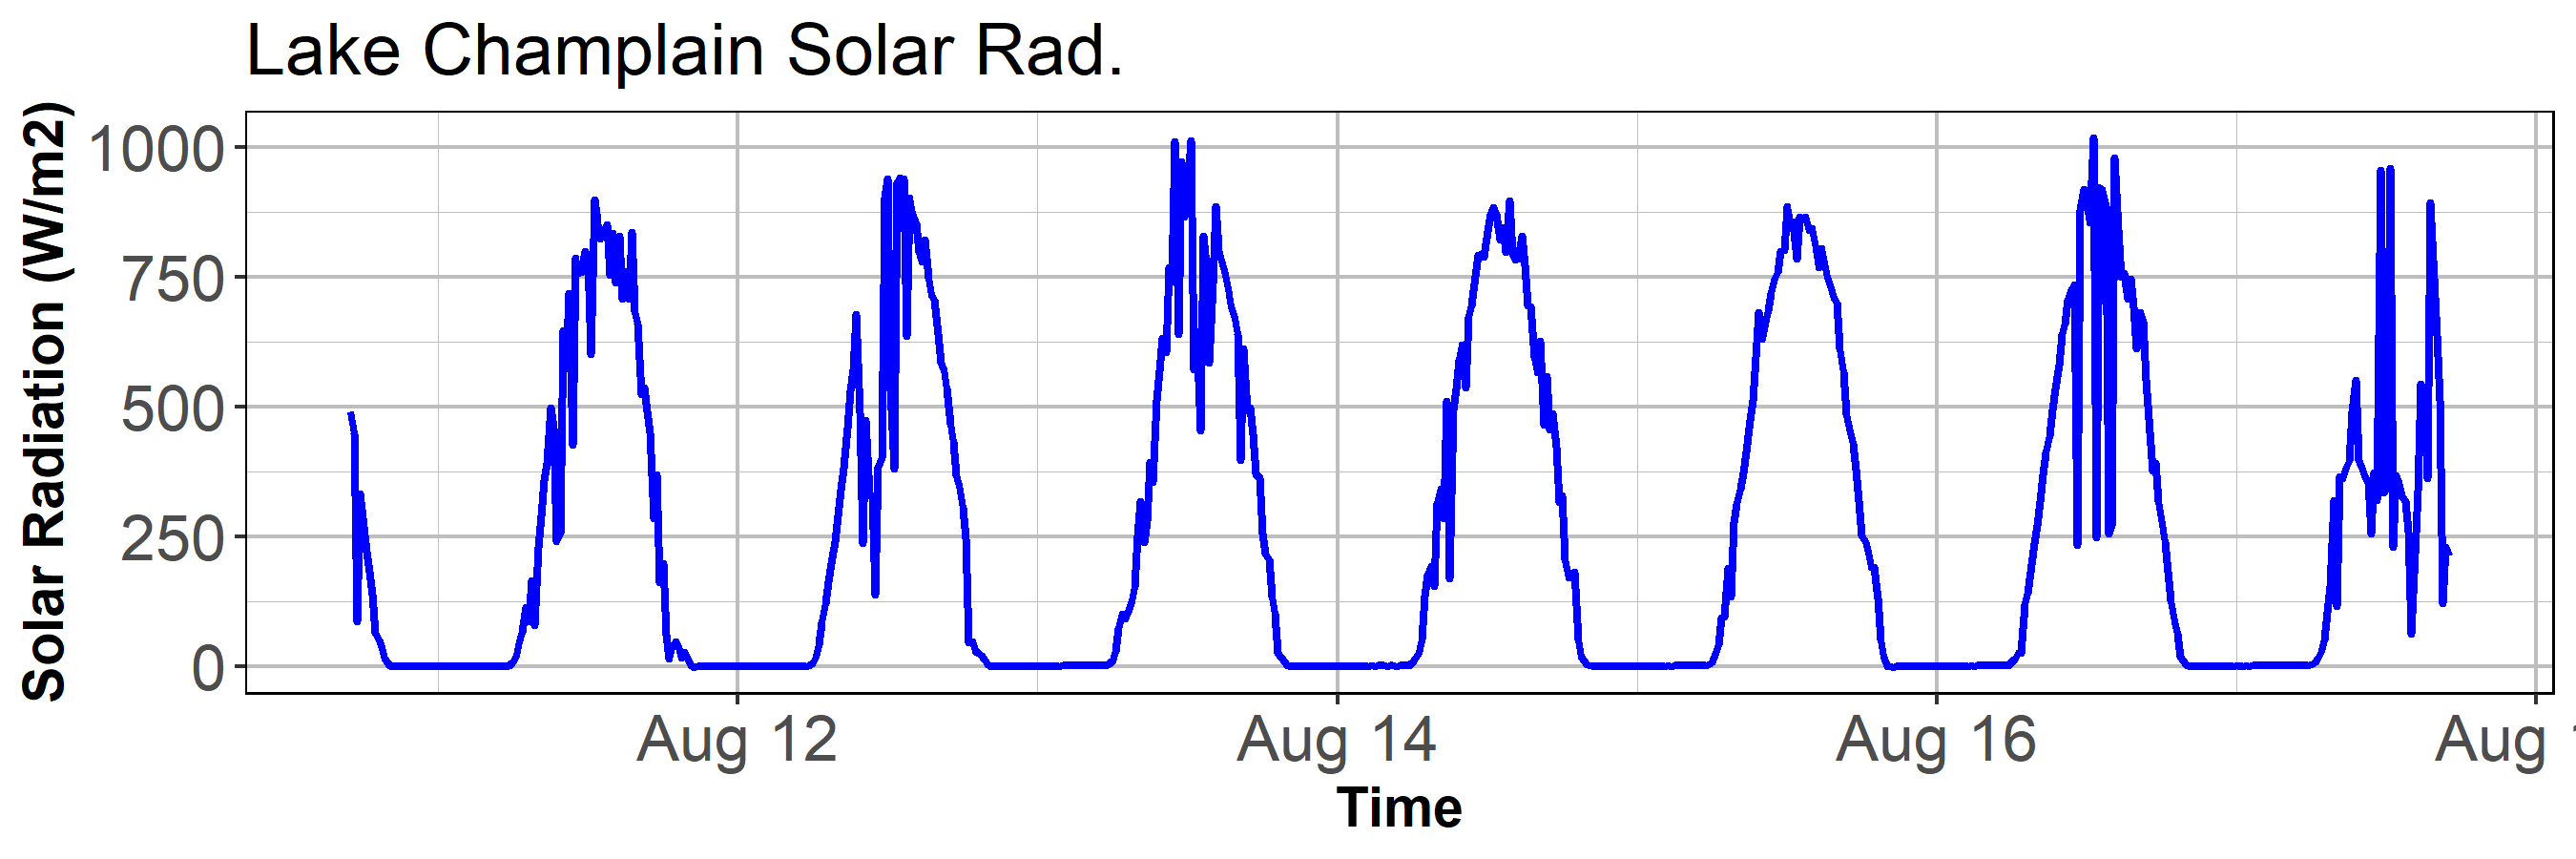 Lake Champlain Solar Rad.
Solar Radiation (W/m2)
1000
750
500
250
0
Aug 12
Aug 14
Aug 16
Aug
Time